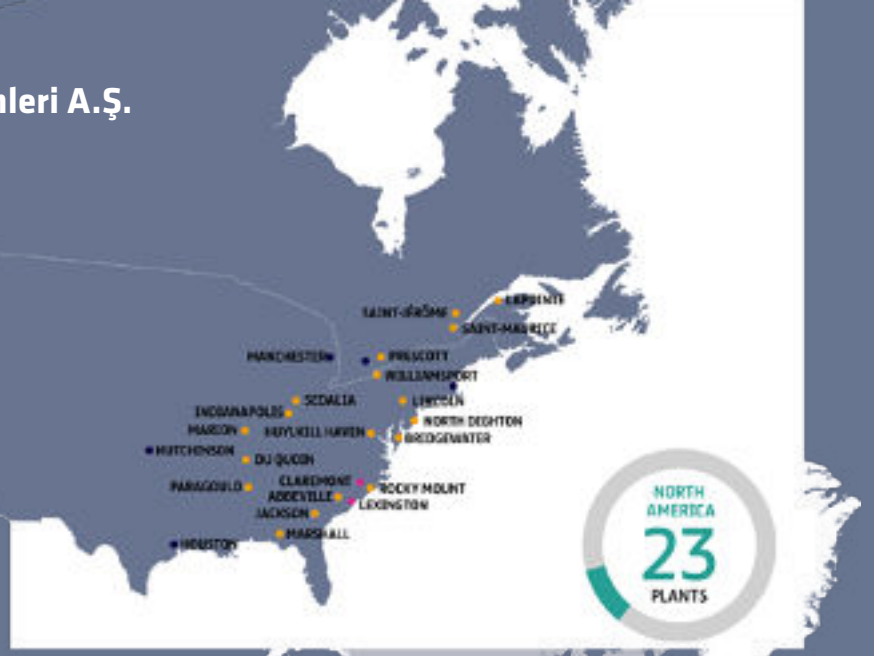 nleri A.Ş.
LAPOINTE
SAINT-JÉRÔME
SAINT-MAURICE
MANCHESTER
PRESCOTT
WILLIAMSPORT
SEDALIA
LINCOLN
INDIANAPOLIS
NORTH DIGHTON
MARION
HUYLKILL HAVEN
BRIDGEWATER
HUTCHINSON
DU QUOIN
CLAREMONT
PARAGOULD
ROCKY MOUNT
ABBEVILLE
LEXINGTON
JACKSON
MARSHALL
HOUSTON
NORTH
AMERICA
23
PLANTS